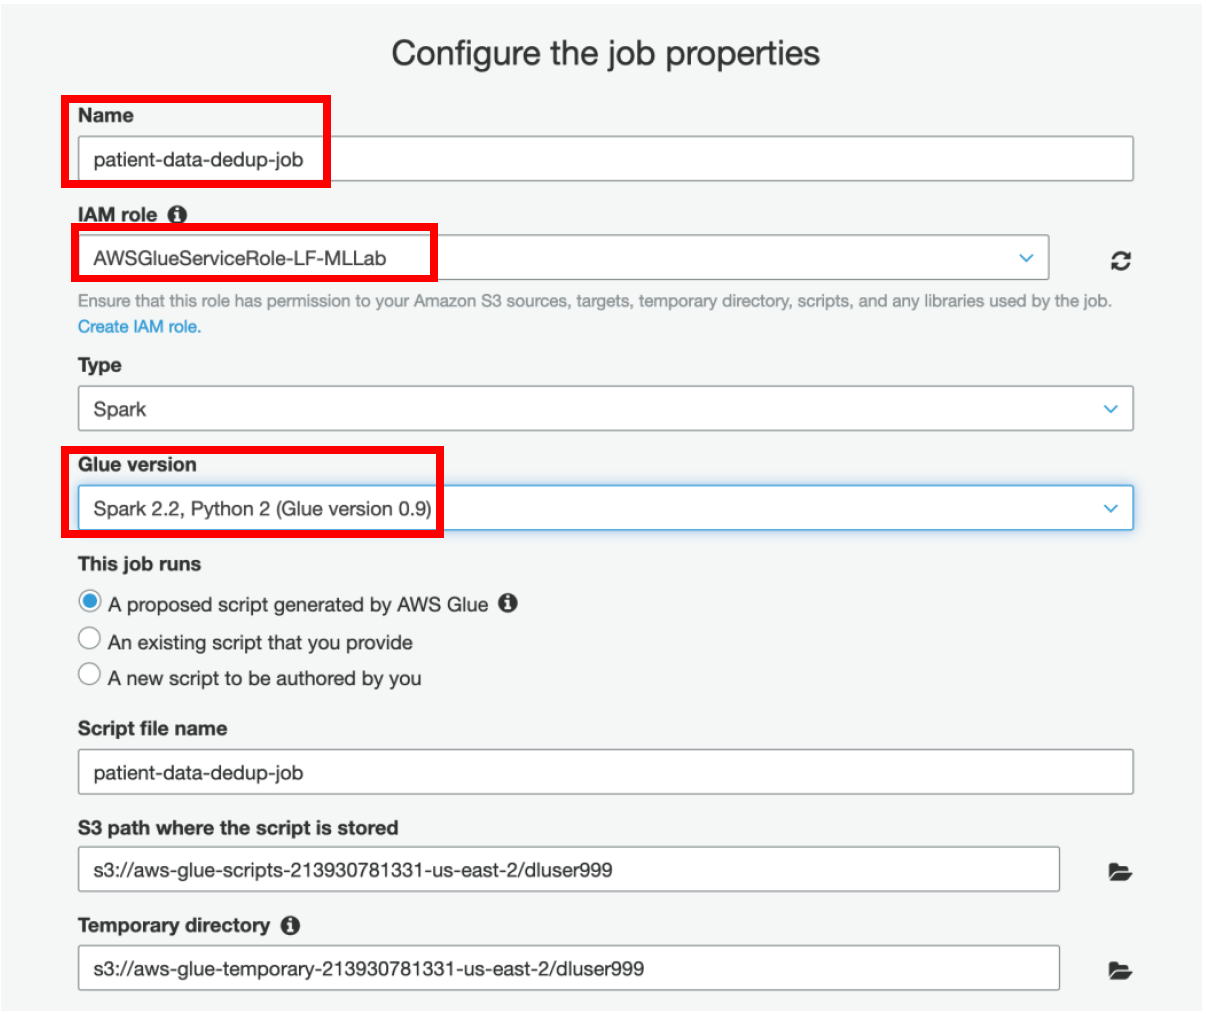 Configure the job properties
Name
patient-data-dedup-job
IAM role
AWSGlueServiceRole-LF-MLLab
Ensure that this role has permission to your Amazon S3 sources, targets, temporary directory, scripts, and any libraries used by the job.
Create IAM role.
Type
Spark
Glue version
Spark 2.2, Python 2 (Glue version 0.9)
This job runs
A proposed script generated by AWS Glue
An existing script that you provide
A new script to be authored by you
Script file name
patient-data-dedup-job
S3 path where the script is stored
s3://aws-glue-scripts-213930781331-us-east-2/dluser999
Temporary directory
s3://aws-glue-temporary-213930781331-us-east-2/dluser999